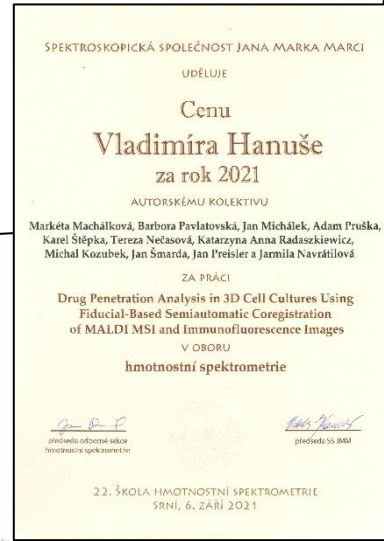 SPEKTROSKOPICKÁ SPOLEČNOST JANA MARKA MARCI
UDĚLUJE
Cenu
Vladimíra Hanuše
za rok 2021
AUTORSKÉMU KOLEKTIVU
Markéta Machálková, Barbora Pavlatovská, Jan Michálek, Adam Pruška,
Karel Štěpka, Tereza Nečasová, Katarzyna Anna Radaszkiewicz,
Michal Kozubek, Jan Šmarda, Jan Preisler a Jarmila Navrátilová
ZA PRÁCI
Drug Penetration Analysis in 3D Cell Cultures Using
Fiducial-Based Semiautomatic Coregistration
of MALDI MSI and Immunofluorescence Images
V OBORU
hmotnostní spektrometrie
předseda odborné sekce
hmotnostní spektrometrie
předseda SS JMM
22. ŠKOLA HMOTNOSTNÍ SPEKTROMETRIE
SRNÍ, 6. ZÁŘÍ 2021